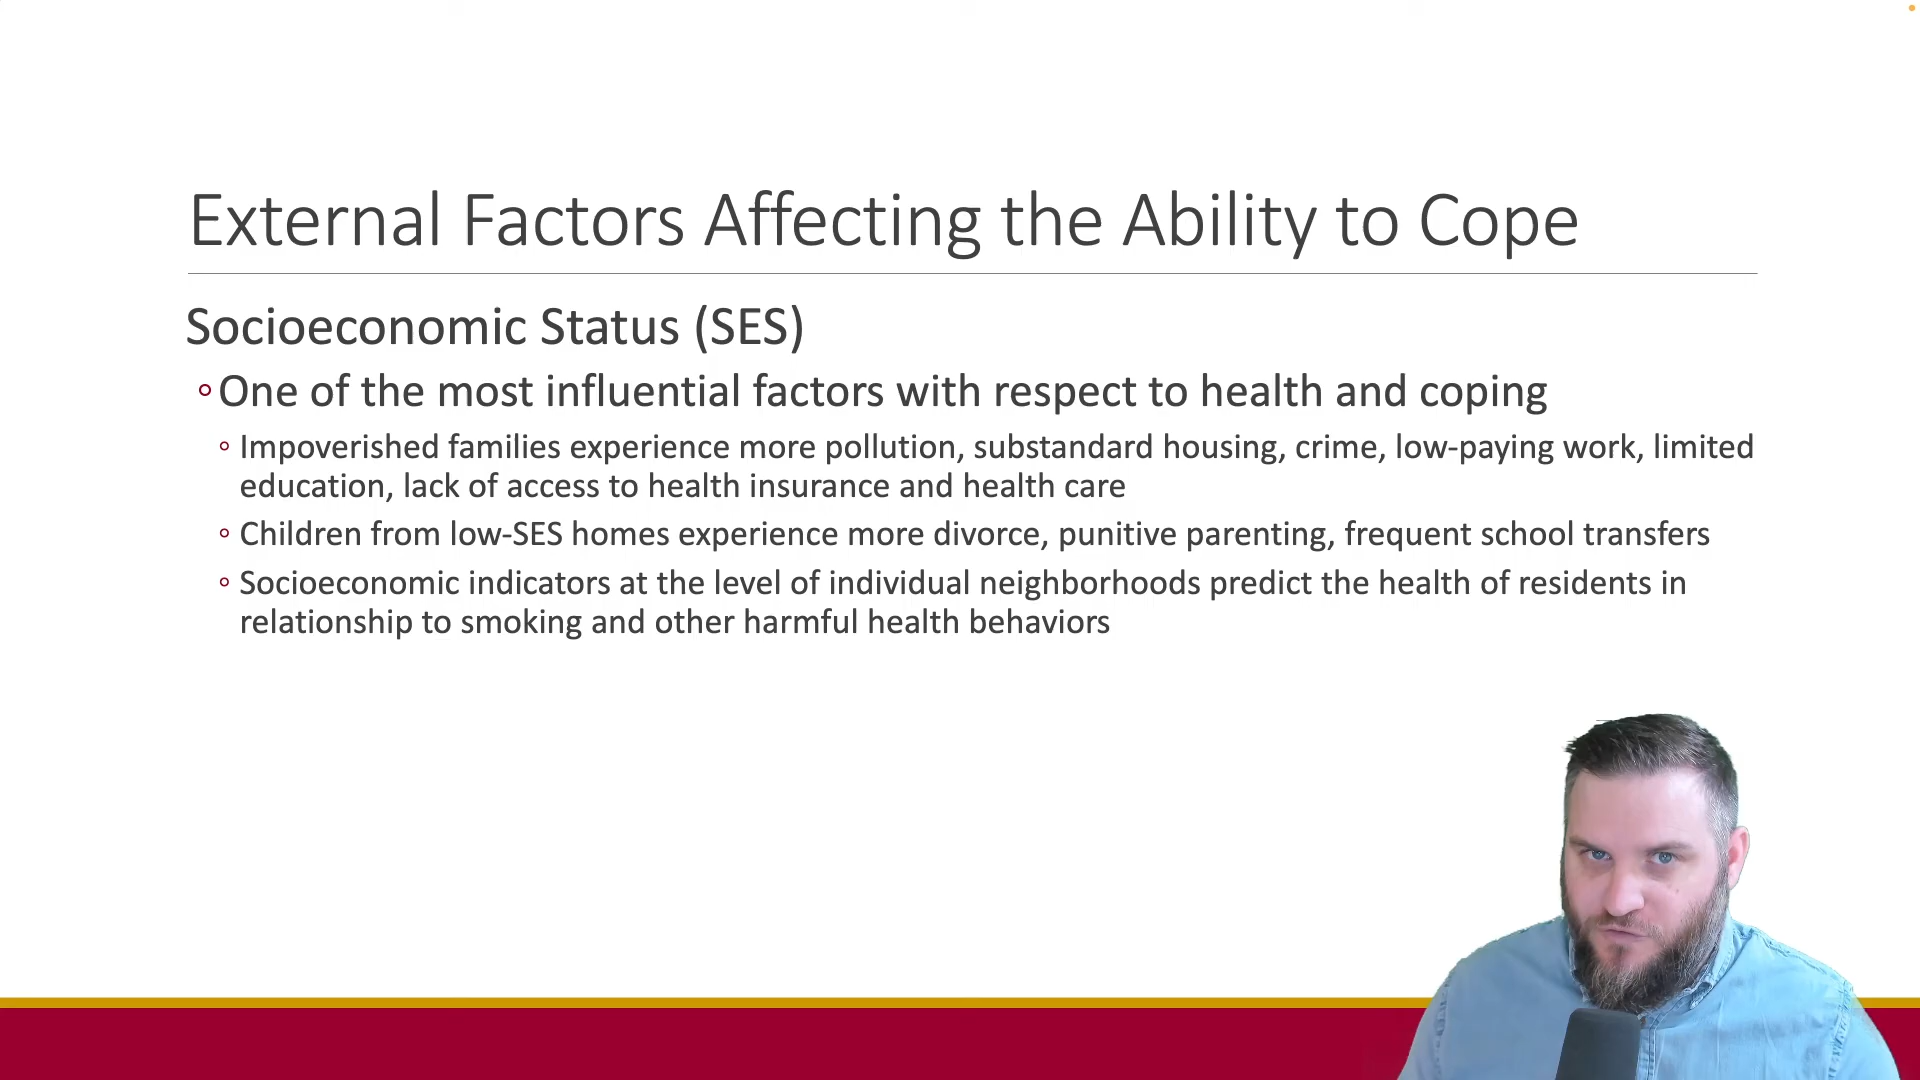 External Factors Affecting the Ability to Cope
Socioeconomic Status (SES)
◦One of the most influential factors with respect to health and coping
◦ Impoverished families experience more pollution, substandard housing, crime, low-paying work, limited
education, lack of access to health insurance and health care
◦ Children from low-SES homes experience more divorce, punitive parenting, frequent school transfers
◦ Socioeconomic indicators at the level of individual neighborhoods predict the health of residents in
relationship to smoking and other harmful health behaviors